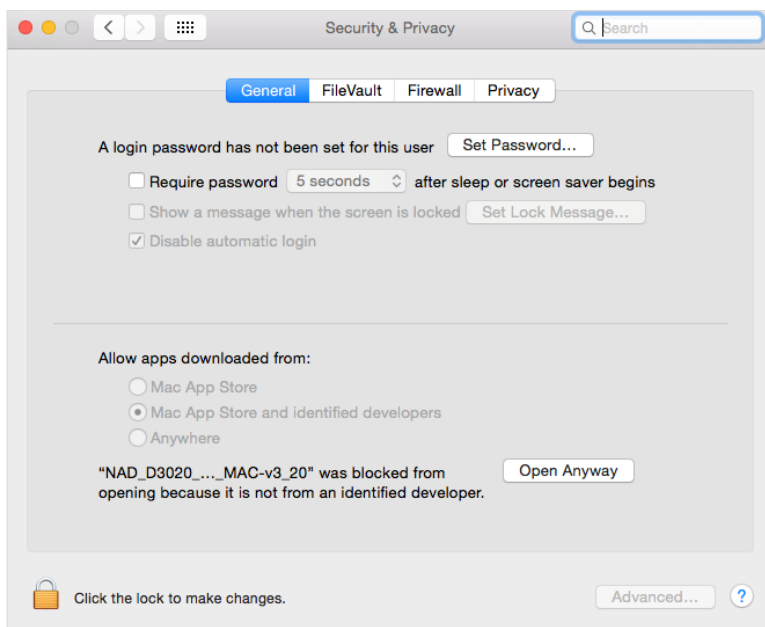 Security & Privacy
Search
General FileVault Firewall Privacy
A login password has not been set for this user Set Password...
Require password 5 seconds after sleep or screen saver begins
Show a message when the screen is locked Set Lock Message...
Disable automatic login
Allow apps downloaded from:
Mac App Store
Mac App Store and identified developers
Anywhere
“NAD_D3020_..._MAC-v3_20” was blocked from Open Anyway
opening because it is not from an identified developer.
Click the lock to make changes. Advanced... ?